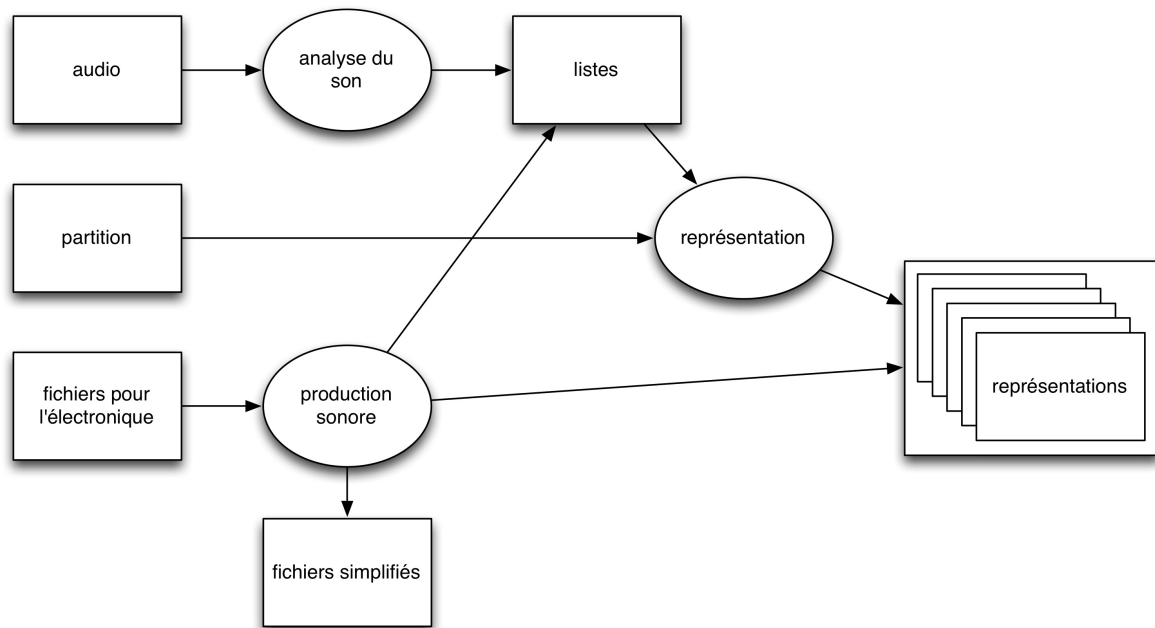 audio
analyse du
son
listes
partition
représentation
fichiers pour
l'électronique
production
sonore
représentations
fichiers simplifiés